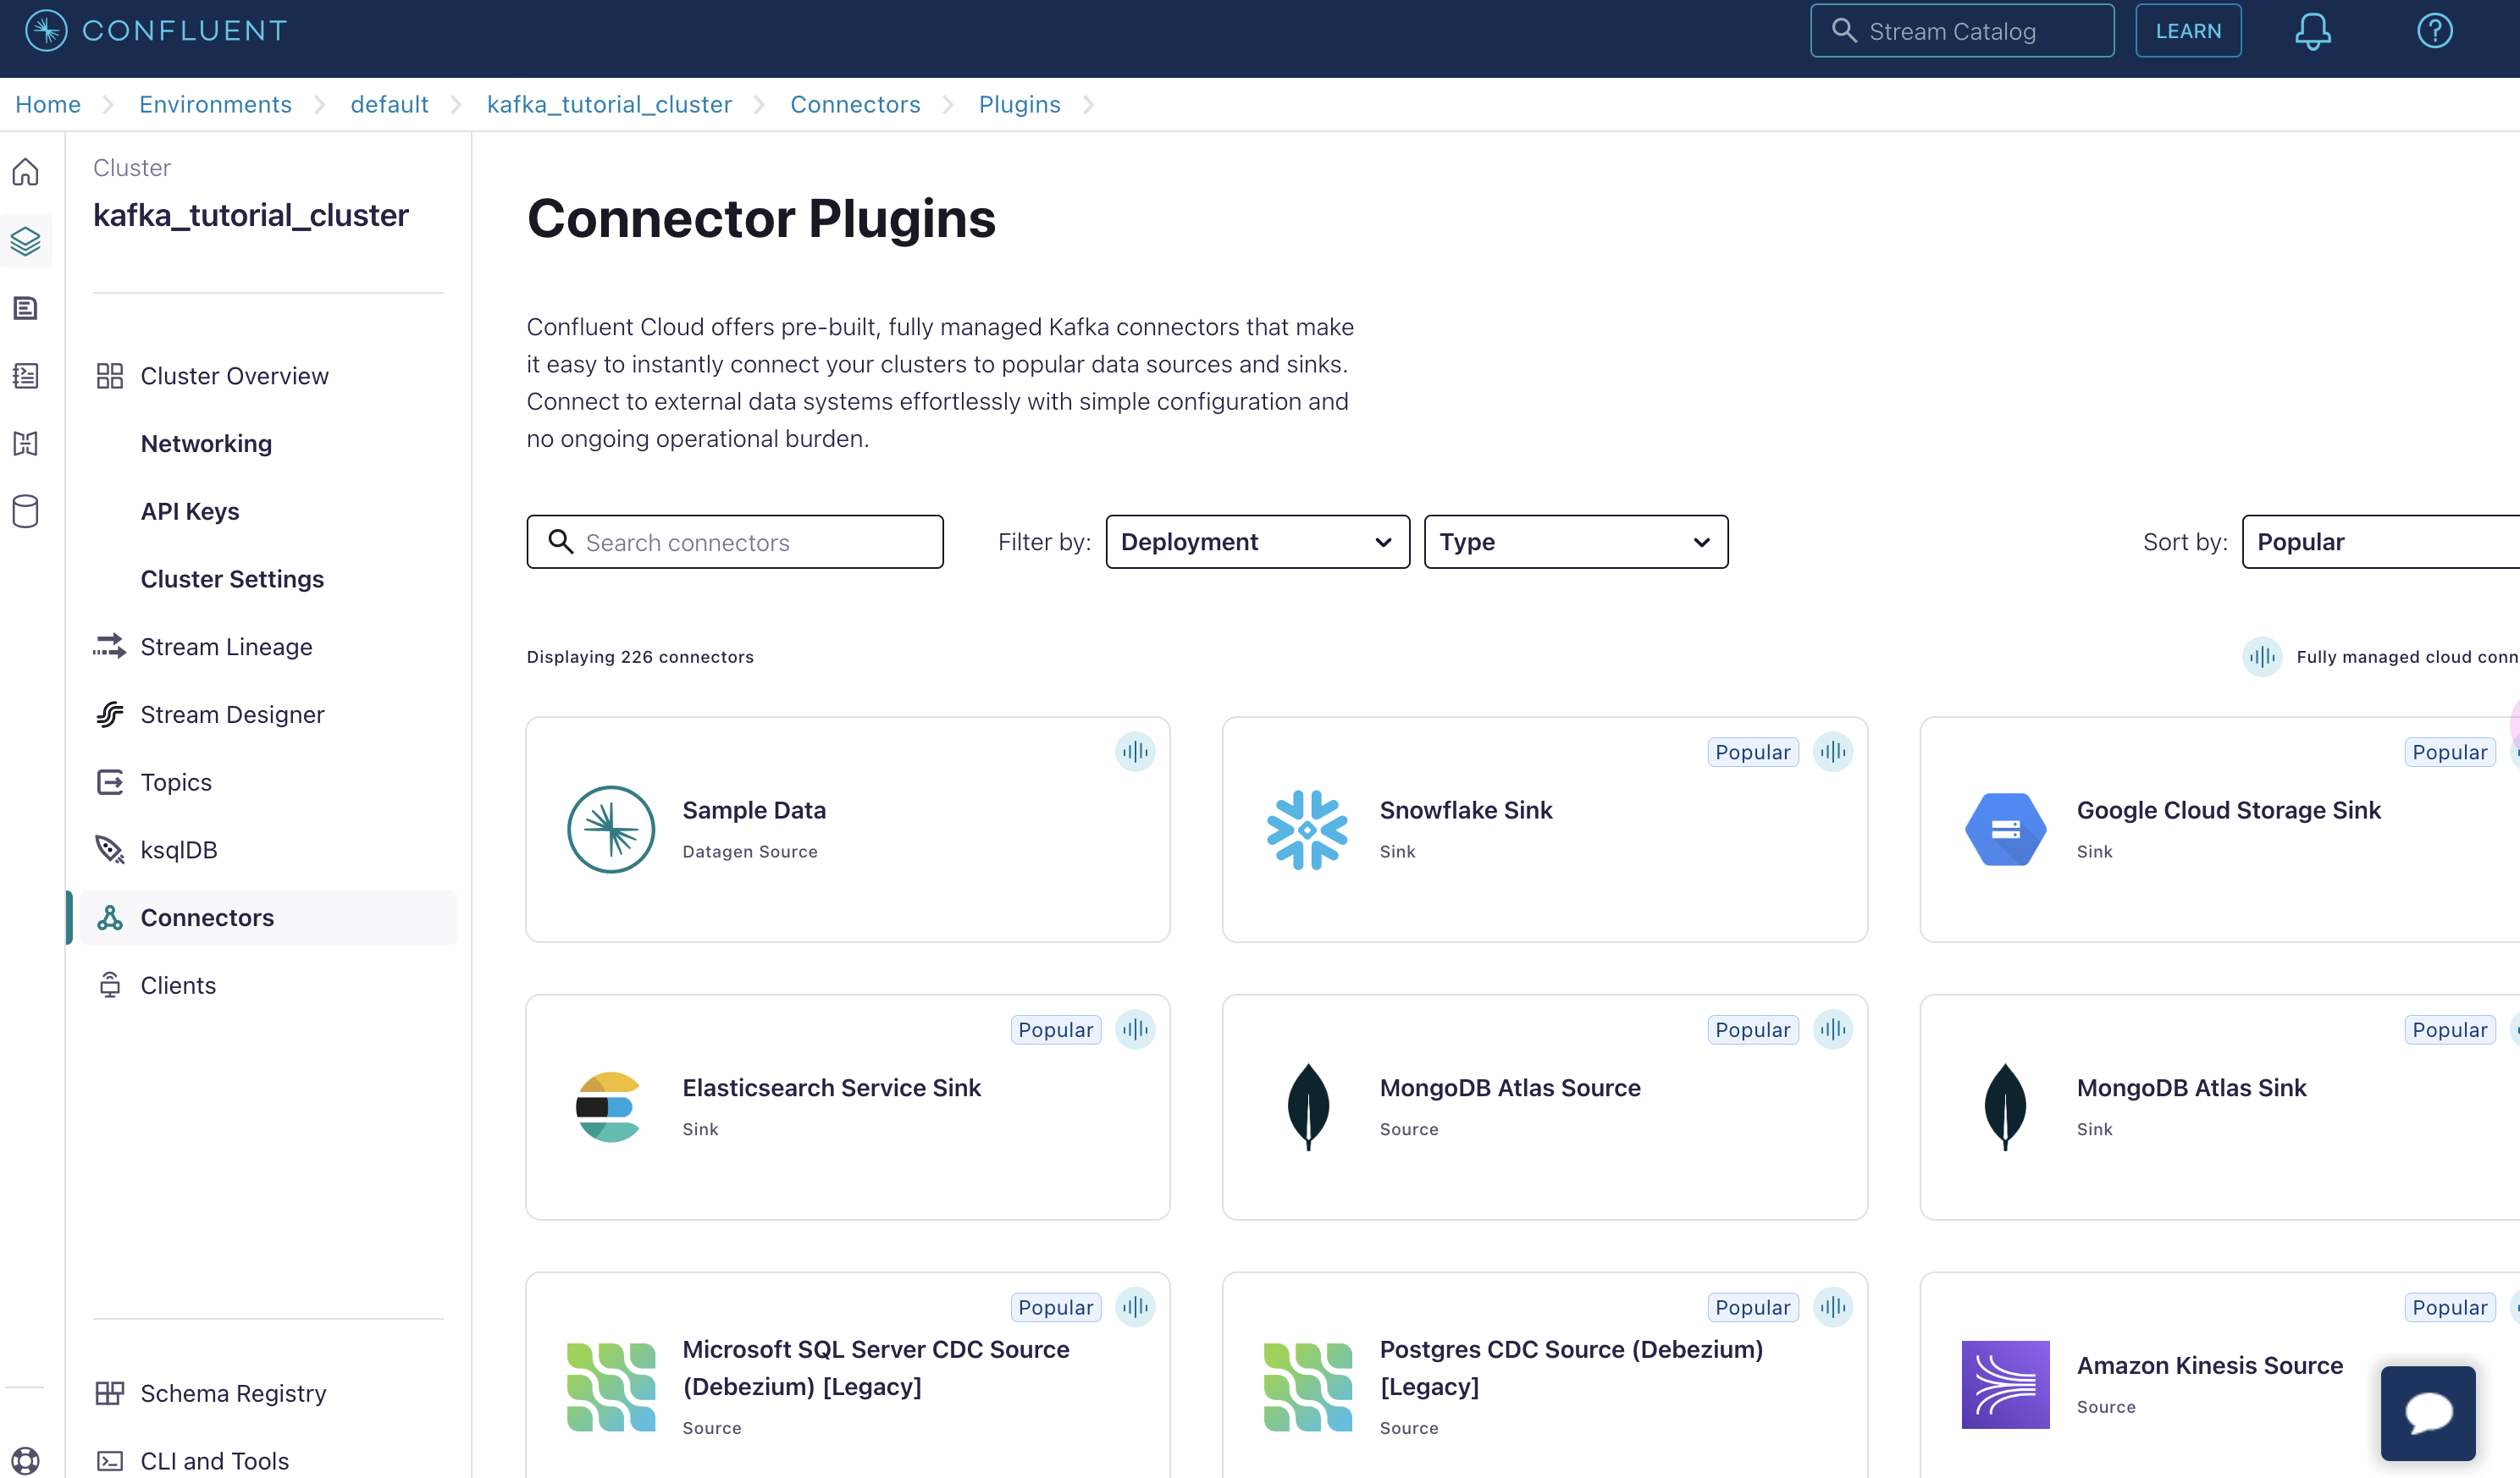 CONFLUENT
Stream Catalog
LEARN
Home
Environments
default
kafka_tutorial_cluster
Connectors
Plugins
Cluster
kafka_tutorial_cluster
Cluster Overview
Networking
API Keys
Cluster Settings
Stream Lineage
Stream Designer
Topics
ksqlDB
Connectors
Clients
Schema Registry
CLI and Tools
Connector Plugins
Confluent Cloud offers pre-built, fully managed Kafka connectors that make
it easy to instantly connect your clusters to popular data sources and sinks.
Connect to external data systems effortlessly with simple configuration and
no ongoing operational burden.
Search connectors
Filter by:
Deployment
Type
Sort by:
Popular
Displaying 226 connectors
Fully managed cloud conn
Sample Data
Datagen Source
Popular
Snowflake Sink
Sink
Popular
Google Cloud Storage Sink
Sink
Popular
Elasticsearch Service Sink
Sink
Popular
MongoDB Atlas Source
Source
Popular
MongoDB Atlas Sink
Sink
Popular
Microsoft SQL Server CDC Source
(Debezium) [Legacy]
Source
Popular
Postgres CDC Source (Debezium)
[Legacy]
Source
Popular
Amazon Kinesis Source
Source